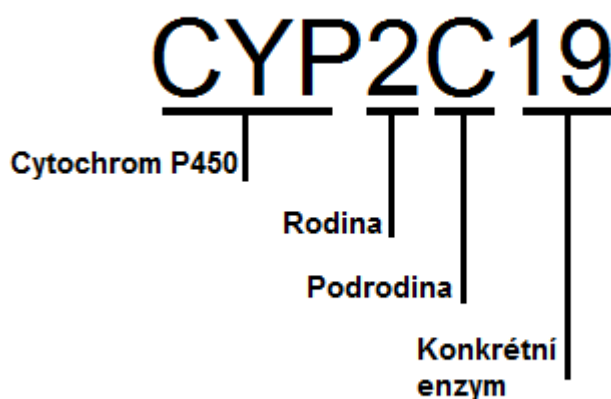 CYP2C19
Cytochrom P450
Rodina
Podrodina
Konkrétní
enzym